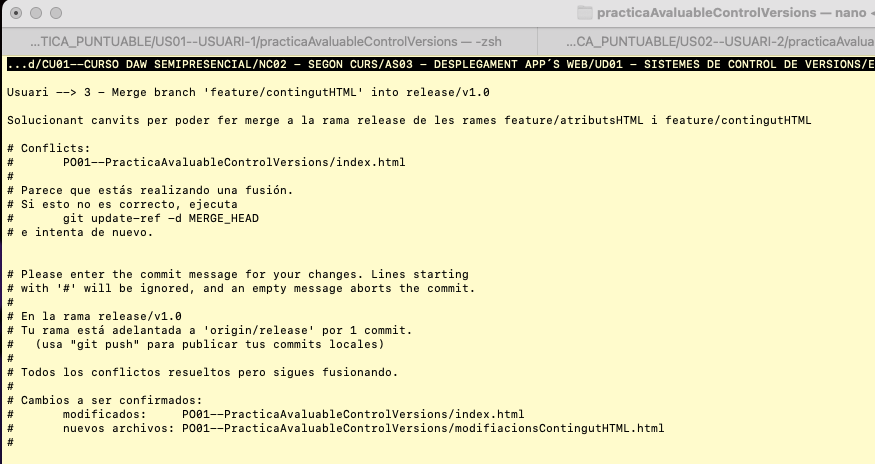 practicaAvaluableControlVersions — nano
...TICA_PUNTUABLE/US01--USUARI-1/practicaAvaluableControlVersions — -zsh
...CA_PUNTUABLE/US02--USUARI-2/practicaAvalua
...d/CU01--CURSO DAW SEMIPRESENCIAL/NC02 - SEGON CURS/AS03 - DESPLEGAMENT APP´S WEB/UD01 - SISTEMES DE CONTROL DE VERSIONS/E
Usuari --> 3 - Merge branch 'feature/contingutHTML' into release/v1.0
Solucionant canvits per poder fer merge a la rama release de les rames feature/atributsHTML i feature/contingutHTML
# Conflicts:
#       PO01--PracticaAvaluableControlVersions/index.html
#
# Parece que estás realizando una fusión.
# Si esto no es correcto, ejecuta
#       git update-ref -d MERGE_HEAD
# e intenta de nuevo.
# Please enter the commit message for your changes. Lines starting
# with '#' will be ignored, and an empty message aborts the commit.
#
# En la rama release/v1.0
# Tu rama está adelantada a 'origin/release' por 1 commit.
#   (usa "git push" para publicar tus commits locales)
#
# Todos los conflictos resueltos pero sigues fusionando.
#
# Cambios a ser confirmados:
#       modificados:     PO01--PracticaAvaluableControlVersions/index.html
#       nuevos archivos: PO01--PracticaAvaluableControlVersions/modifiacionsContingutHTML.html
#